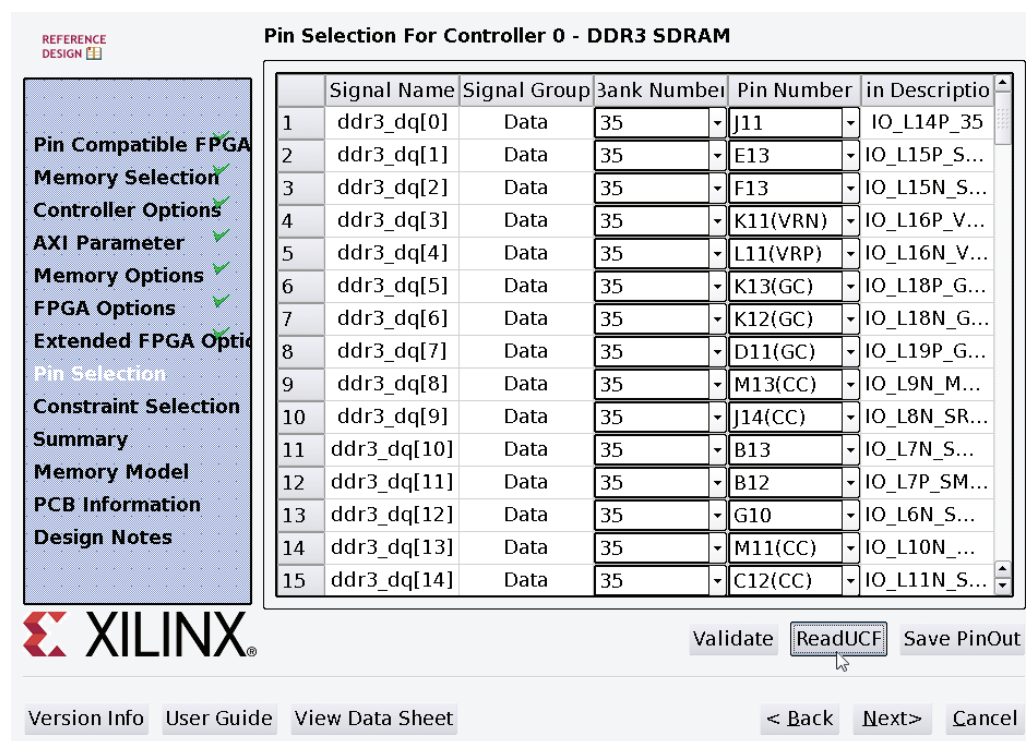 REFERENCE
DESIGN
Pin Selection For Controller 0 - DDR3 SDRAM
Pin Compatible FPGA
Memory Selection
Controller Options
AXI Parameter
Memory Options
FPGA Options
Extended FPGA Optic
Pin Selection
Constraint Selection
Summary
Memory Model
PCB Information
Design Notes
Signal Name Signal Group Bank Number Pin Number in Descriptio
1 ddr3_dq[0] Data 35 J11 IO_L14P_35
2 ddr3_dq[1] Data 35 E13 IO_L15P_S...
3 ddr3_dq[2] Data 35 F13 IO_L15N_S...
4 ddr3_dq[3] Data 35 K11(VRN) IO_L16P_V...
5 ddr3_dq[4] Data 35 L11(VRP) IO_L16N_V...
6 ddr3_dq[5] Data 35 K13(GC) IO_L18P_G...
7 ddr3_dq[6] Data 35 K12(GC) IO_L18N_G...
8 ddr3_dq[7] Data 35 D11(GC) IO_L19P_G...
9 ddr3_dq[8] Data 35 M13(CC) IO_L9N_M...
10 ddr3_dq[9] Data 35 J14(CC) IO_L8N_SR...
11 ddr3_dq[10] Data 35 B13 IO_L7N_S...
12 ddr3_dq[11] Data 35 B12 IO_L7P_SM...
13 ddr3_dq[12] Data 35 G10 IO_L6N_S...
14 ddr3_dq[13] Data 35 M11(CC) IO_L10N_...
15 ddr3_dq[14] Data 35 C12(CC) IO_L11N_S...
XILINX®
Validate ReadUCF Save PinOut
Version Info User Guide View Data Sheet < Back Next> Cancel